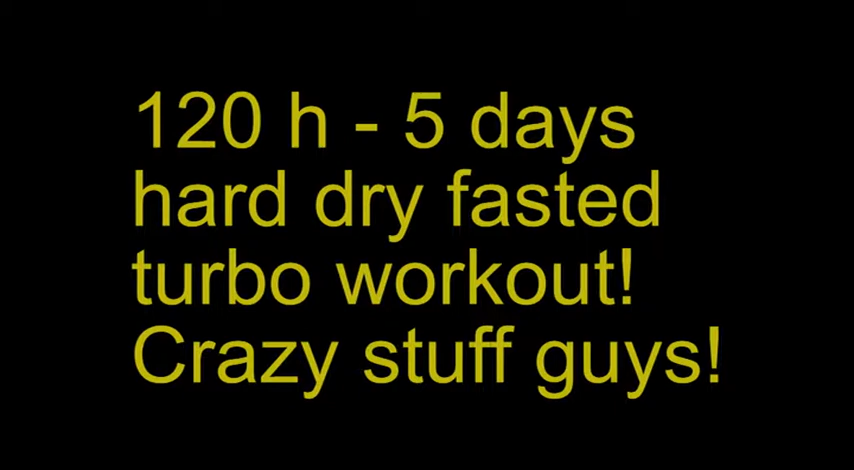 120 h - 5 days
hard dry fasted
turbo workout!
Crazy stuff guys!